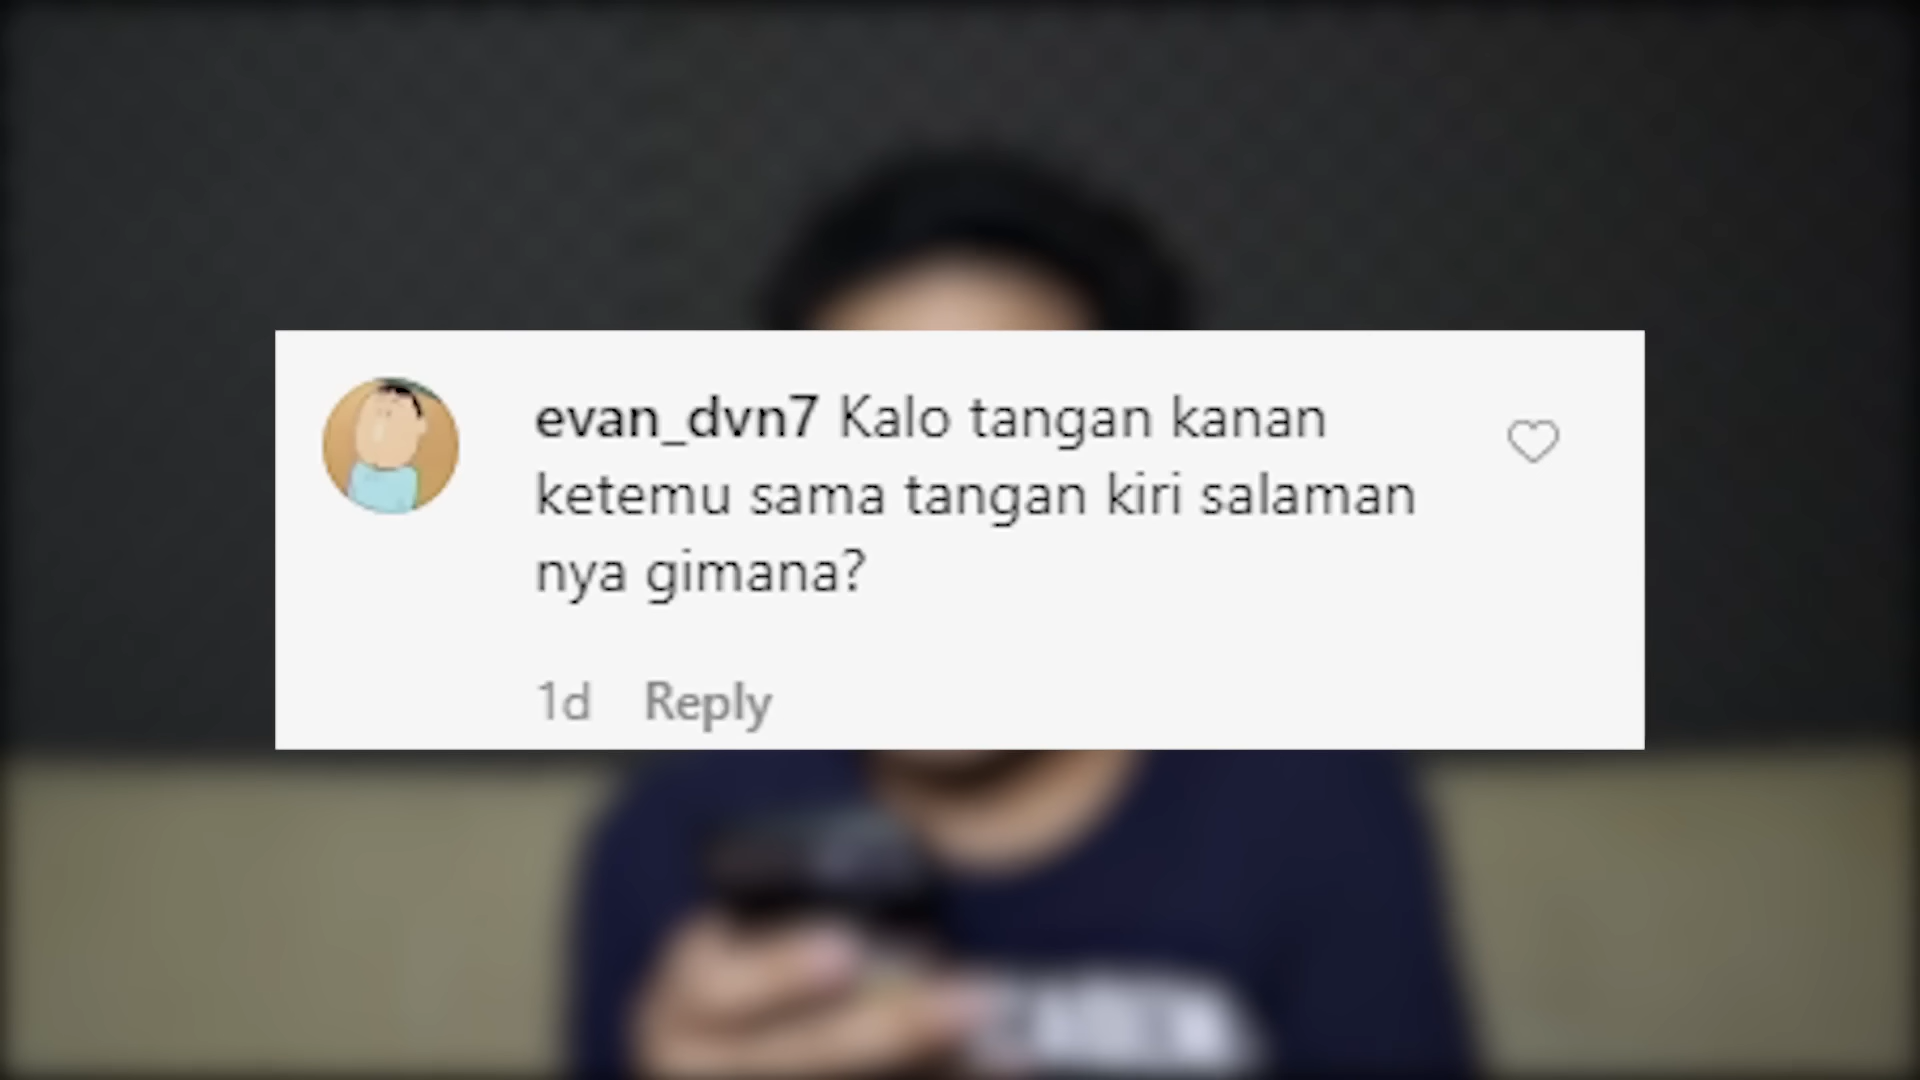 evan_dvn7 Kalo tangan kanan
ketemu sama tangan kiri salaman
nya gimana?
1d Reply